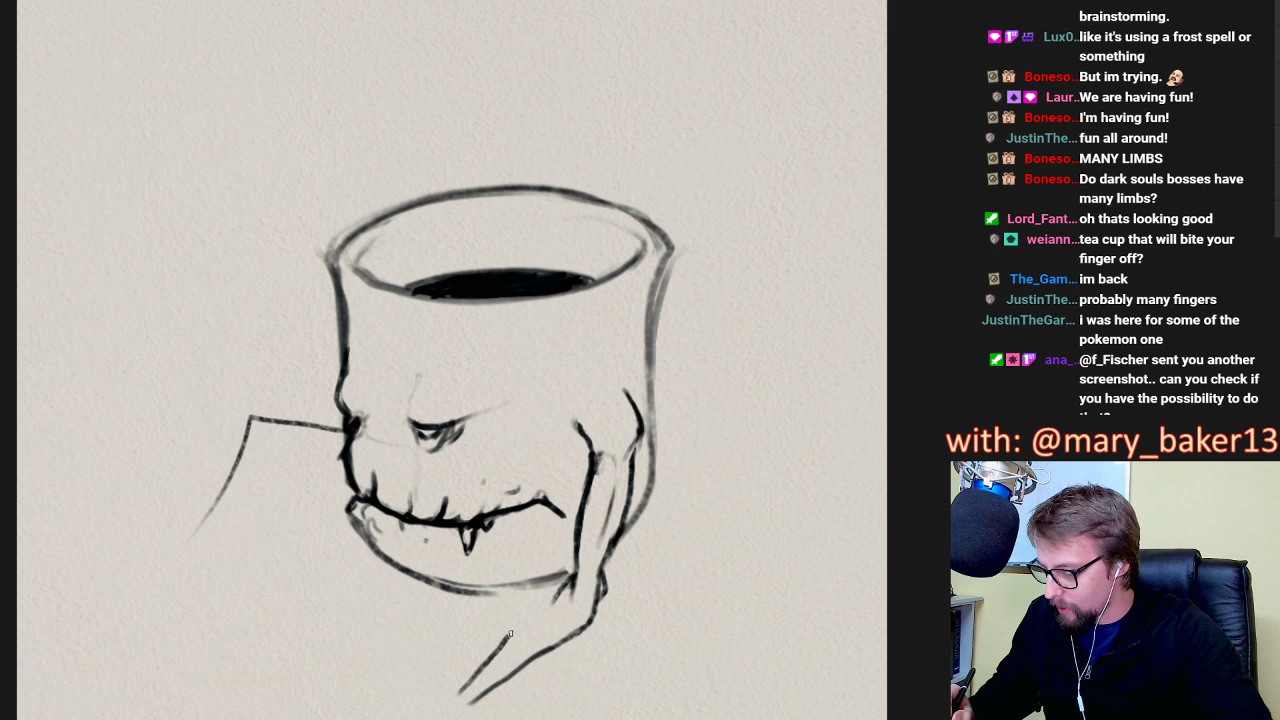 brainstorming.
Lux0.. like it's using a frost spell or
something
Boneso... But im trying.
Laur.. We are having fun!
Boneso... I'm having fun!
JustinThe... fun all around!
Boneso... MANY LIMBS
Boneso... Do dark souls bosses have
many limbs?
Lord_Fant... oh thats looking good
weiann... tea cup that will bite your
finger off?
The_Gam... im back
JustinThe... probably many fingers
JustinTheGar... i was here for some of the
pokemon one
ana_.. @f_Fischer sent you another
screenshot.. can you check if
you have the possibility to do
with: @mary_baker13